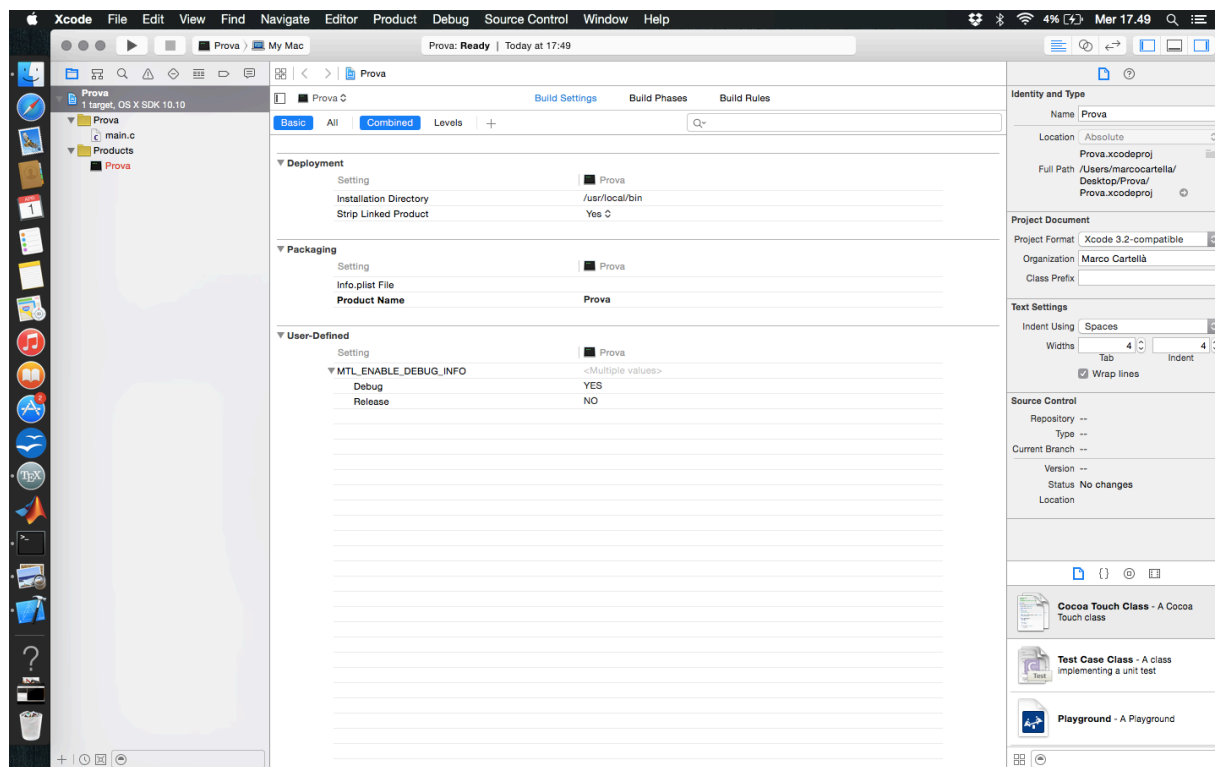 Xcode File Edit View Find Navigate Editor Product Debug Source Control Window Help 4% Mer 17.49
Prova My Mac Prova: Ready Today at 17:49
Prova
1 target, OS X SDK 10.10
Prova
main.c
Products
Prova
Prova
Prova Build Settings Build Phases Build Rules
Basic All Combined Levels +
Deployment
Setting Prova
Installation Directory /usr/local/bin
Strip Linked Product Yes
Packaging
Setting Prova
Info.plist File
Product Name Prova
User-Defined
Setting Prova
MTL_ENABLE_DEBUG_INFO <Multiple values>
Debug YES
Release NO
Identity and Type
Name Prova
Location Absolute
Prova.xcodeproj
Full Path /Users/marcocartella/
Desktop/Prova/
Prova.xcodeproj
Project Document
Project Format Xcode 3.2-compatible
Organization Marco Cartellà
Class Prefix
Text Settings
Indent Using Spaces
Widths 4 4
Tab Indent
Wrap lines
Source Control
Repository --
Type --
Current Branch --
Version --
Status No changes
Location
{}
Cocoa Touch Class - A Cocoa
Touch class
Test Case Class - A class
implementing a unit test
Test
Playground - A Playground
1
2
TEX